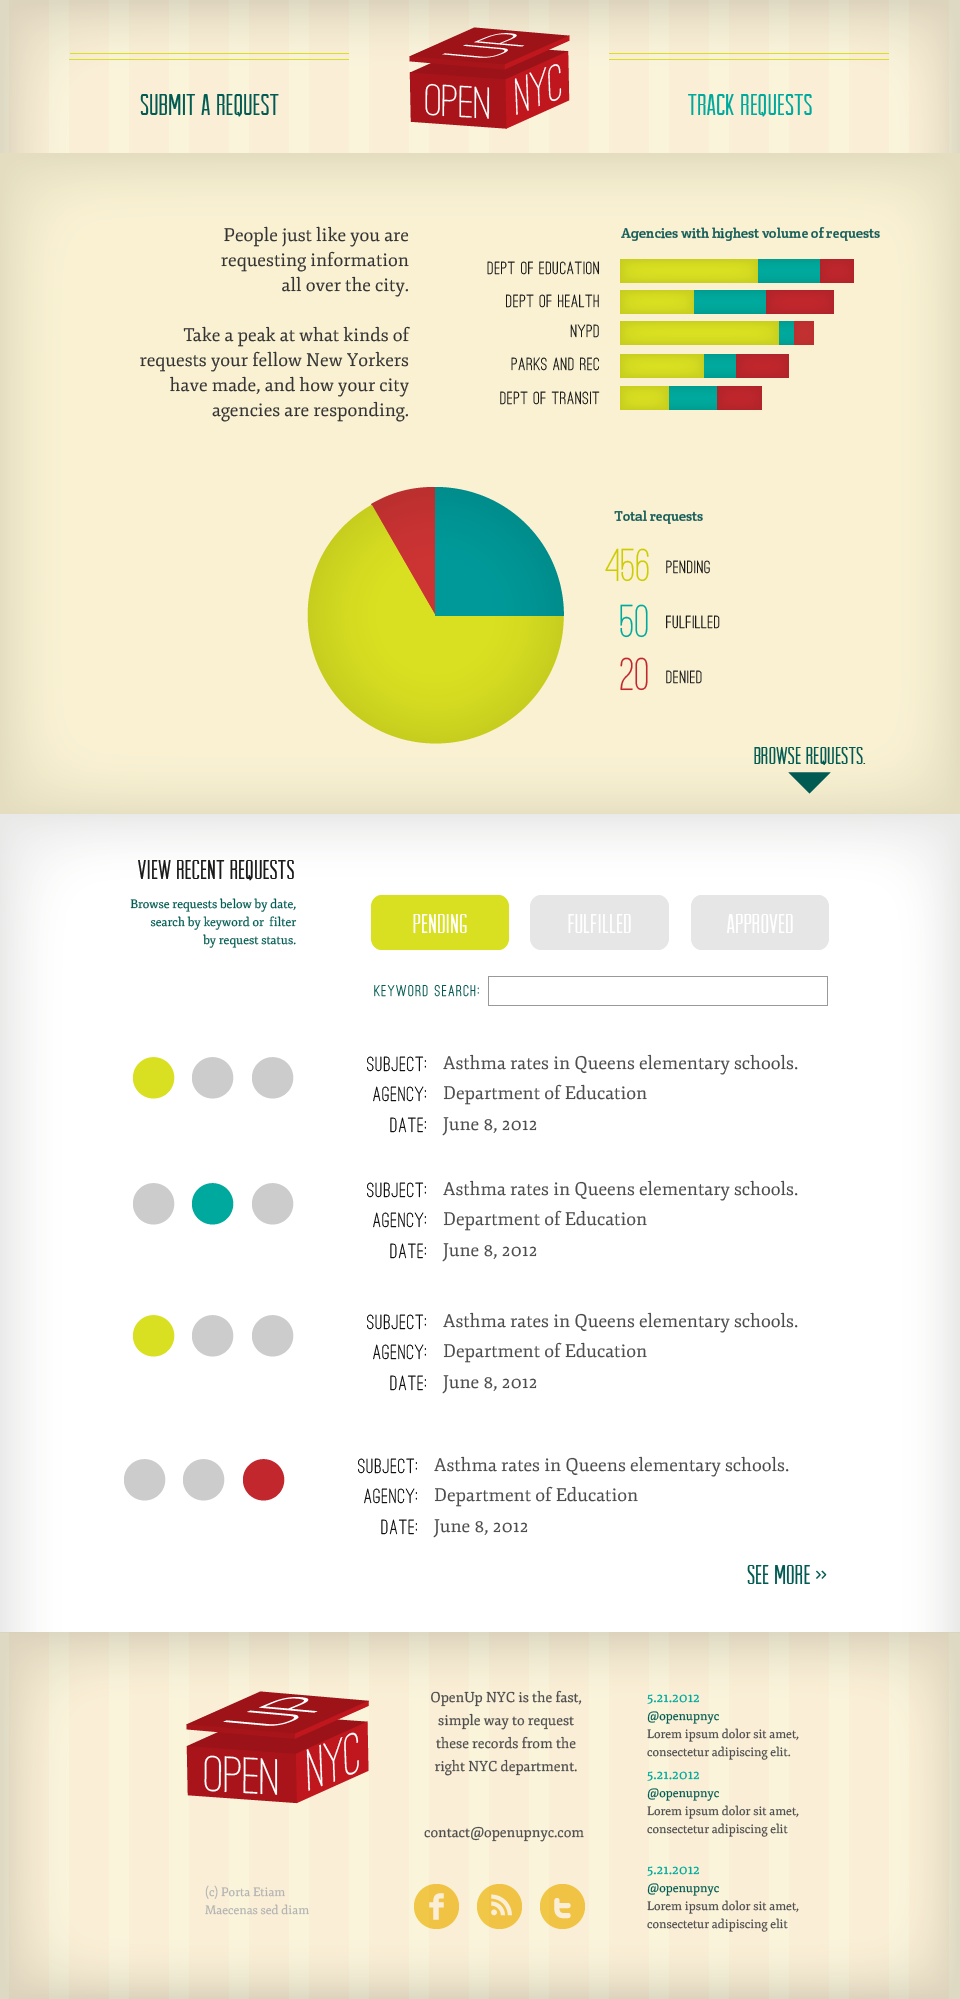 UP
OPEN NYC
SUBMIT A REQUEST
TRACK REQUESTS
People just like you are
requesting information
all over the city.
Take a peak at what kinds of
requests your fellow New Yorkers
have made, and how your city
agencies are responding.
Agencies with highest volume of requests
DEPT OF EDUCATION
DEPT OF HEALTH
NYPD
PARKS AND REC
DEPT OF TRANSIT
Total requests
456 PENDING
50 FULFILLED
20 DENIED
BROWSE REQUESTS.
VIEW RECENT REQUESTS
Browse requests below by date,
search by keyword or filter
by request status.
PENDING
FULFILLED
APPROVED
KEYWORD SEARCH:
SUBJECT: Asthma rates in Queens elementary schools.
AGENCY: Department of Education
DATE: June 8, 2012
SUBJECT: Asthma rates in Queens elementary schools.
AGENCY: Department of Education
DATE: June 8, 2012
SUBJECT: Asthma rates in Queens elementary schools.
AGENCY: Department of Education
DATE: June 8, 2012
SUBJECT: Asthma rates in Queens elementary schools.
AGENCY: Department of Education
DATE: June 8, 2012
SEE MORE >>
UP
OPEN NYC
(c) Porta Etiam
Maecenas sed diam
OpenUp NYC is the fast,
simple way to request
these records from the
right NYC department.
contact@openupnyc.com
5.21.2012
@openupnyc
Lorem ipsum dolor sit amet,
consectetur adipiscing elit.
5.21.2012
@openupnyc
Lorem ipsum dolor sit amet,
consectetur adipiscing elit
5.21.2012
@openupnyc
Lorem ipsum dolor sit amet,
consectetur adipiscing elit